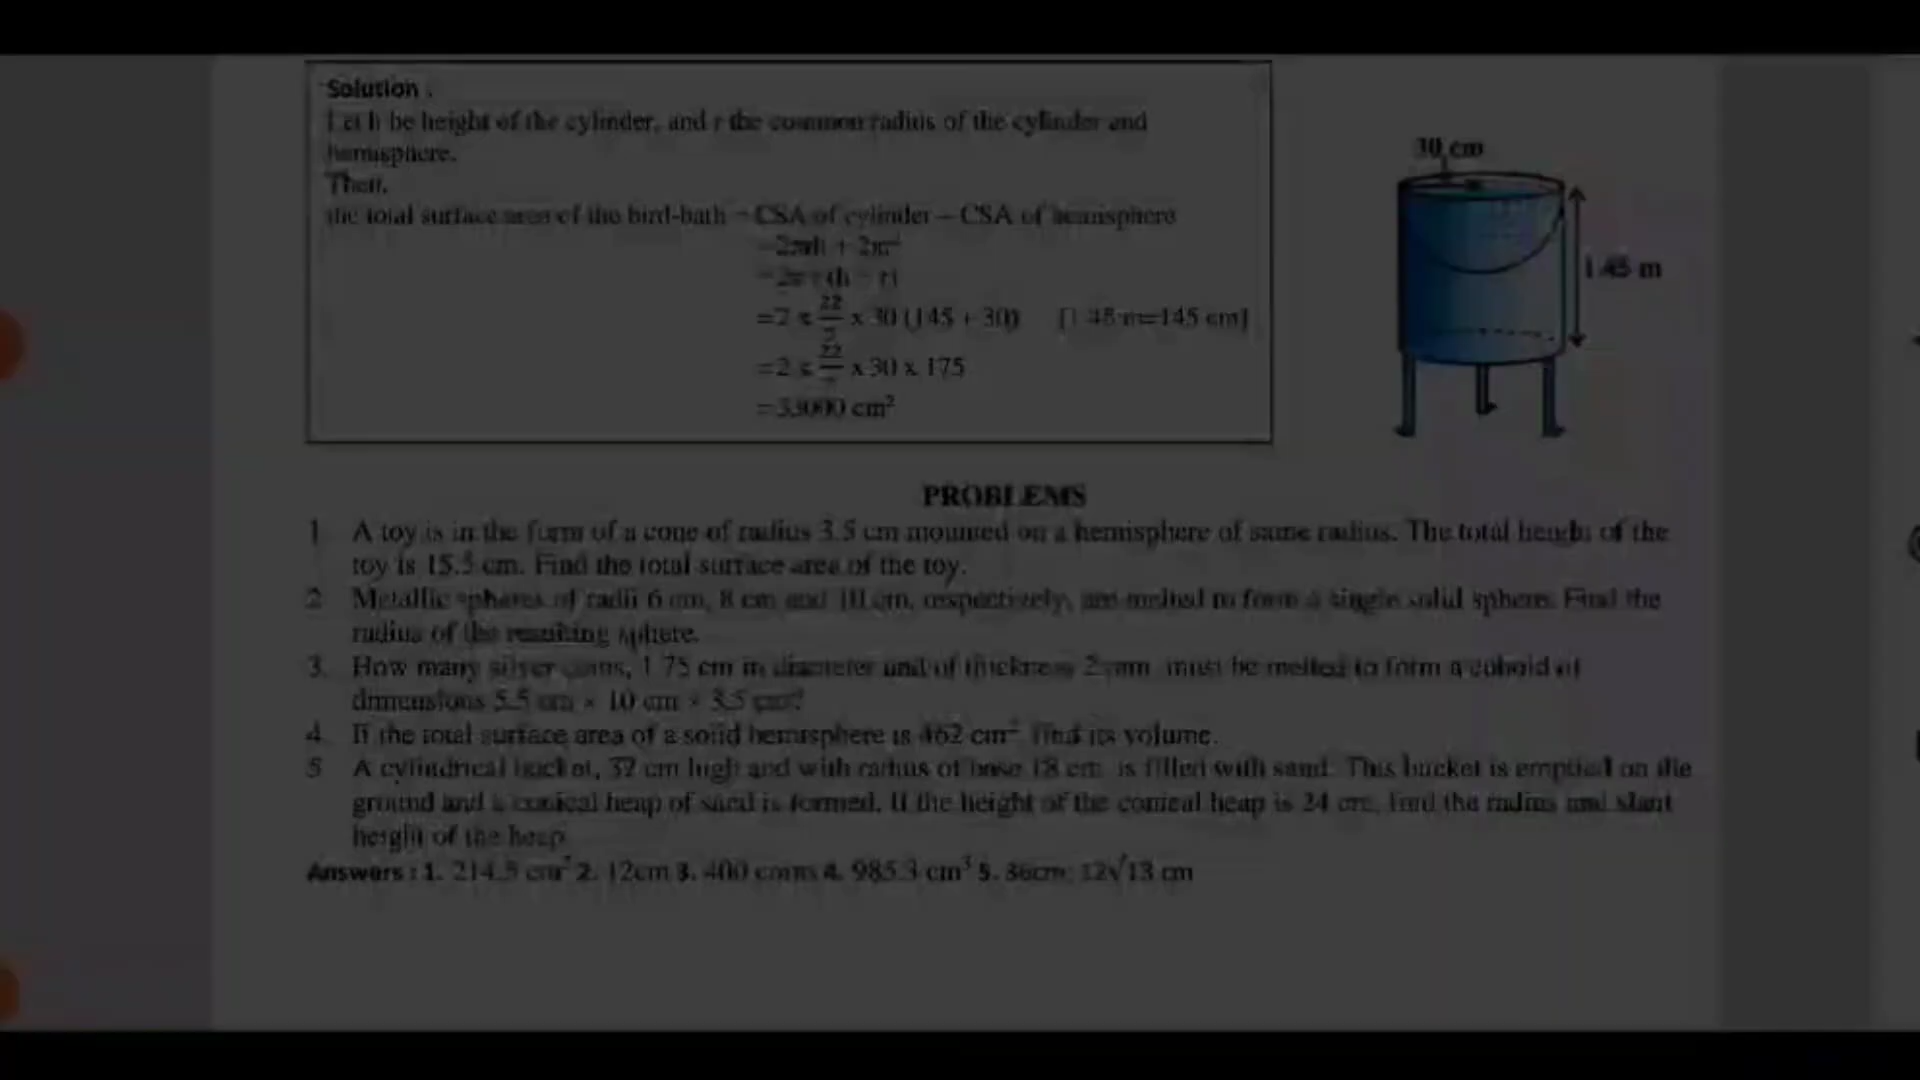 Solution :
Let h be height of the cylinder, and r the common radius of the cylinder and
hemisphere.
Then,
the total surface area of the bird-bath = CSA of cylinder + CSA of hemisphere
=2πrh + 2πr²
=2πr(h + r)
=2 x 22/7 x 30 (145 + 30) [1.45 m=145 cm]
=2 x 22/7 x 30 x 175
=33000 cm²
30 cm
1.45 m
PROBLEMS
1. A toy is in the form of a cone of radius 3.5 cm mounted on a hemisphere of same radius. The total height of the
toy is 15.5 cm. Find the total surface area of the toy.
2. Metallic spheres of radii 6 cm, 8 cm and 10 cm, respectively, are melted to form a single solid sphere. Find the
radius of the resulting sphere.
3. How many silver coins, 1.75 cm in diameter and of thickness 2 mm, must be melted to form a cuboid of
dimensions 5.5 cm × 10 cm × 3.5 cm?
4. If the total surface area of a solid hemisphere is 462 cm², find its volume.
5. A cylindrical bucket, 32 cm high and with radius of base 18 cm, is filled with sand. This bucket is emptied on the
ground and a conical heap of sand is formed. If the height of the conical heap is 24 cm, find the radius and slant
height of the heap.
Answers : 1. 214.5 cm² 2. 12cm 3. 400 coins 4. 985.3 cm³ 5. 36cm; 12√13 cm